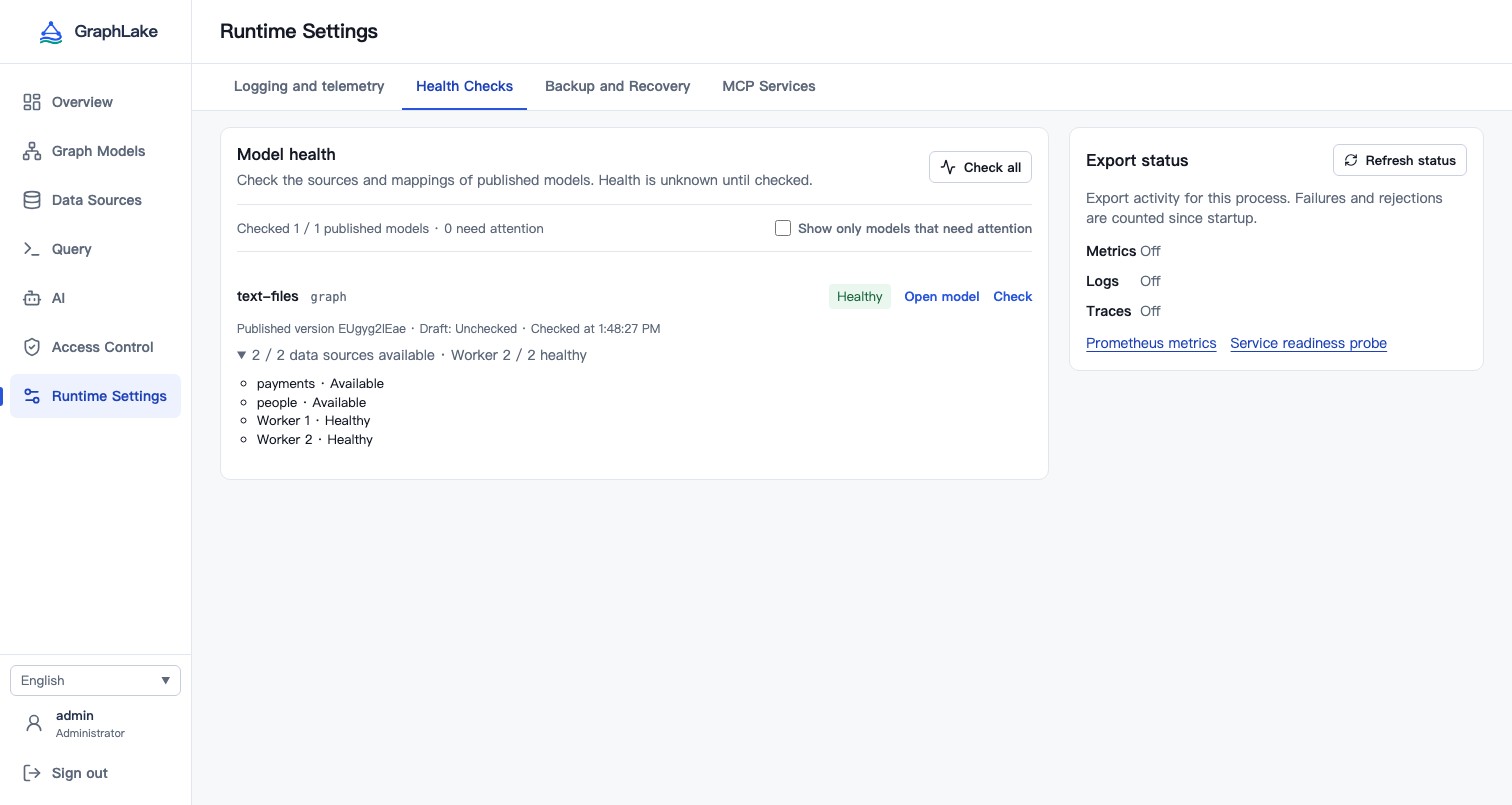 GraphLake
Overview
Graph Models
Data Sources
Query
AI
Access Control
Runtime Settings
English
admin
Administrator
Sign out
Runtime Settings
Logging and telemetry
Health Checks
Backup and Recovery
MCP Services
Model health
Check the sources and mappings of published models. Health is unknown until checked.
Check all
Checked 1 / 1 published models · 0 need attention
Show only models that need attention
text-files graph
Healthy
Open model
Check
Published version EUgyg2IEae · Draft: Unchecked · Checked at 1:48:27 PM
2 / 2 data sources available · Worker 2 / 2 healthy
payments · Available
people · Available
Worker 1 · Healthy
Worker 2 · Healthy
Export status
Refresh status
Export activity for this process. Failures and rejections
are counted since startup.
Metrics Off
Logs Off
Traces Off
Prometheus metrics
Service readiness probe